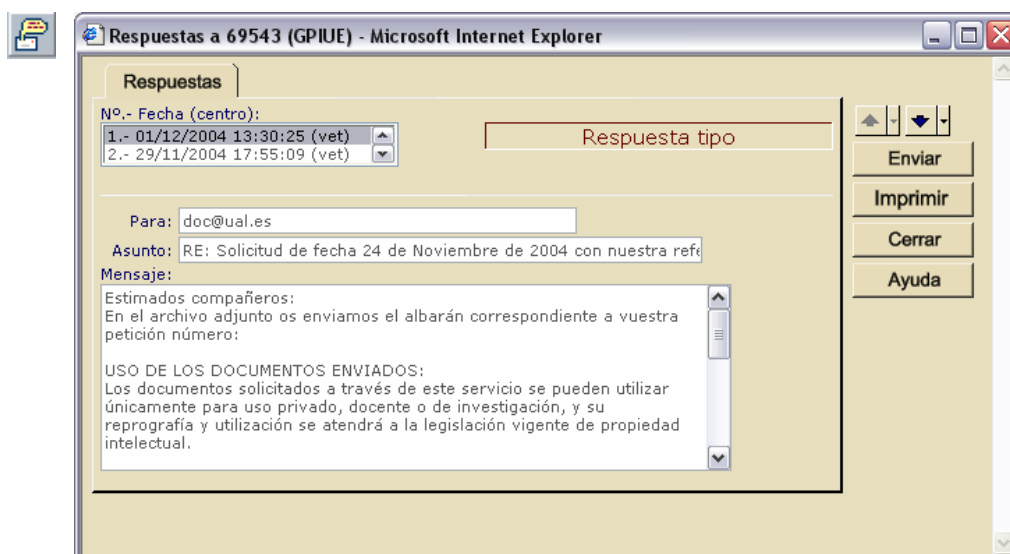 Respuestas a 69543 (GPIUE) - Microsoft Internet Explorer
Respuestas
Nº.- Fecha (centro):
1.- 01/12/2004 13:30:25 (vet)
2.- 29/11/2004 17:55:09 (vet)
Respuesta tipo
Enviar
Imprimir
Cerrar
Ayuda
Para: doc@ual.es
Asunto: RE: Solicitud de fecha 24 de Noviembre de 2004 con nuestra refe
Mensaje:
Estimados compañeros:
En el archivo adjunto os enviamos el albarán correspondiente a vuestra
petición número:
USO DE LOS DOCUMENTOS ENVIADOS:
Los documentos solicitados a través de este servicio se pueden utilizar
únicamente para uso privado, docente o de investigación, y su
reprografía y utilización se atendrá a la legislación vigente de propiedad
intelectual.